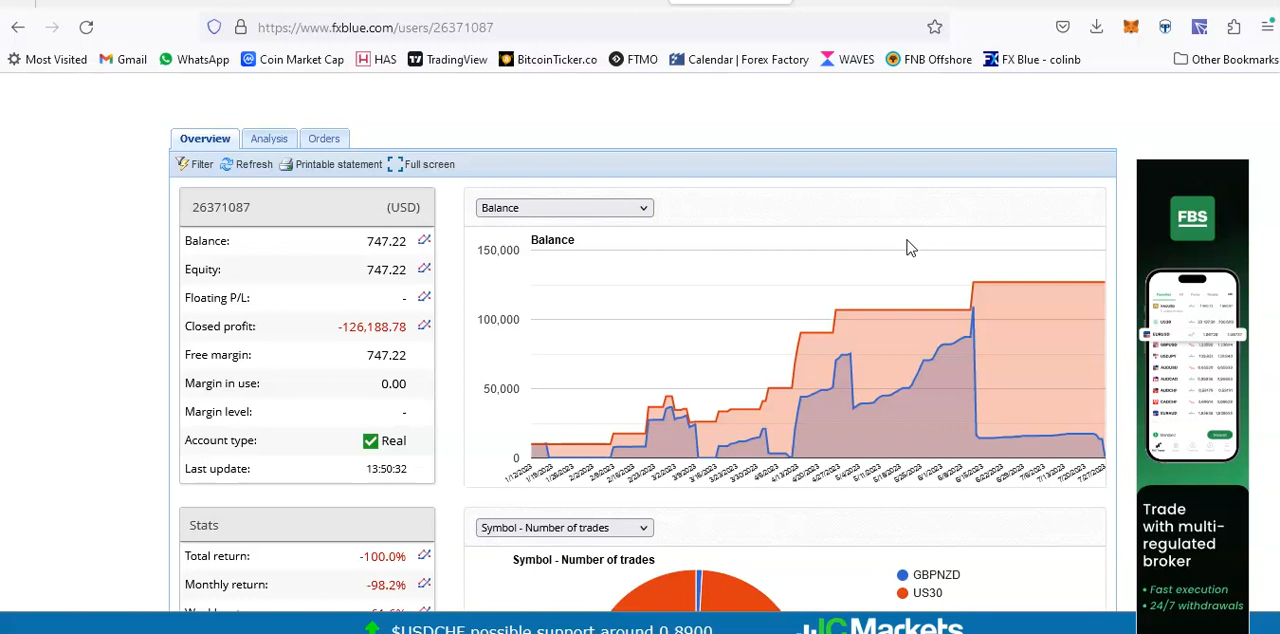 https://www.fxblue.com/users/26371087
Most Visited Gmail WhatsApp Coin Market Cap HAS TradingView BitcoinTicker.co FTMO Calendar | Forex Factory WAVES FNB Offshore FX Blue - colinb Other Bookmarks
Overview Analysis Orders
Filter Refresh Printable statement Full screen
26371087 (USD)
Balance: 747.22
Equity: 747.22
Floating P/L: -
Closed profit: -126,188.78
Free margin: 747.22
Margin in use: 0.00
Margin level: -
Account type: Real
Last update: 13:50:32
Balance
Balance
150,000
100,000
50,000
0
Stats
Total return: -100.0%
Monthly return: -98.2%
Symbol - Number of trades
Symbol - Number of trades
GBPNZD
US30
FBS
Trade
with multi-
regulated
broker
• Fast execution
• 24/7 withdrawals
$USDCHF possible support around 0.8900
IC Markets